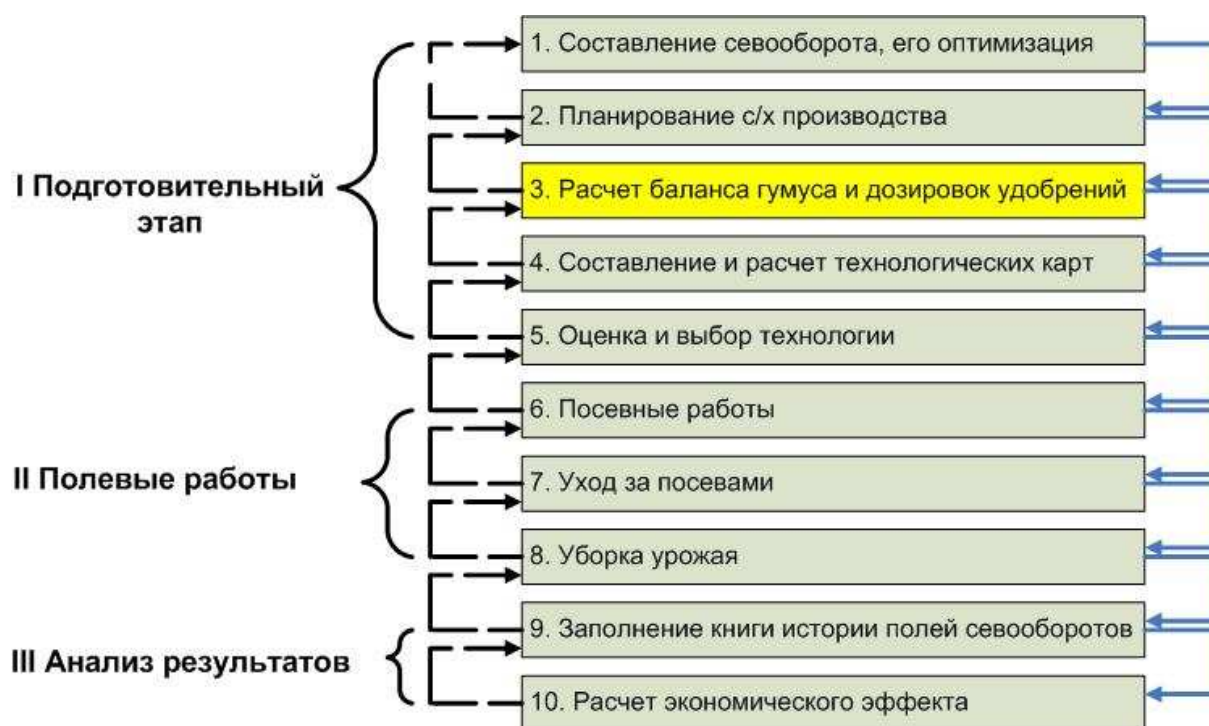 1. Составление севооборота, его оптимизация
2. Планирование с/х производства
I Подготовительный
этап
3. Расчет баланса гумуса и дозировок удобрений
4. Составление и расчет технологических карт
5. Оценка и выбор технологии
6. Посевные работы
II Полевые работы
7. Уход за посевами
8. Уборка урожая
9. Заполнение книги истории полей севооборотов
III Анализ результатов
10. Расчет экономического эффекта